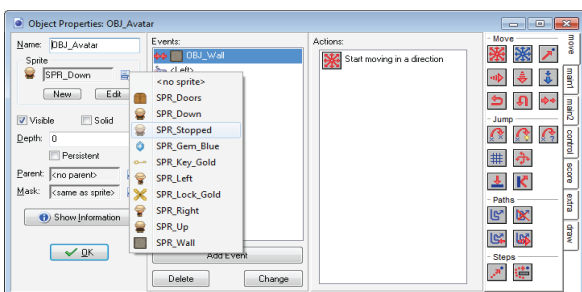 Object Properties: OBJ_Avatar
Name: OBJ_Avatar
Sprite
SPR_Down
New Edit
Visible Solid
Depth: 0
Persistent
Parent: <no parent>
Mask: <same as sprite>
Show Information
OK
Events:
OBJ_Wall
<Left>
<no sprite>
SPR_Doors
SPR_Down
SPR_Stopped
SPR_Gem_Blue
SPR_Key_Gold
SPR_Left
SPR_Lock_Gold
SPR_Right
SPR_Up
SPR_Wall
Add Event
Delete Change
Actions:
Start moving in a direction
Move
Jump
Paths
Steps
move
main1
main2
control
score
extra
draw